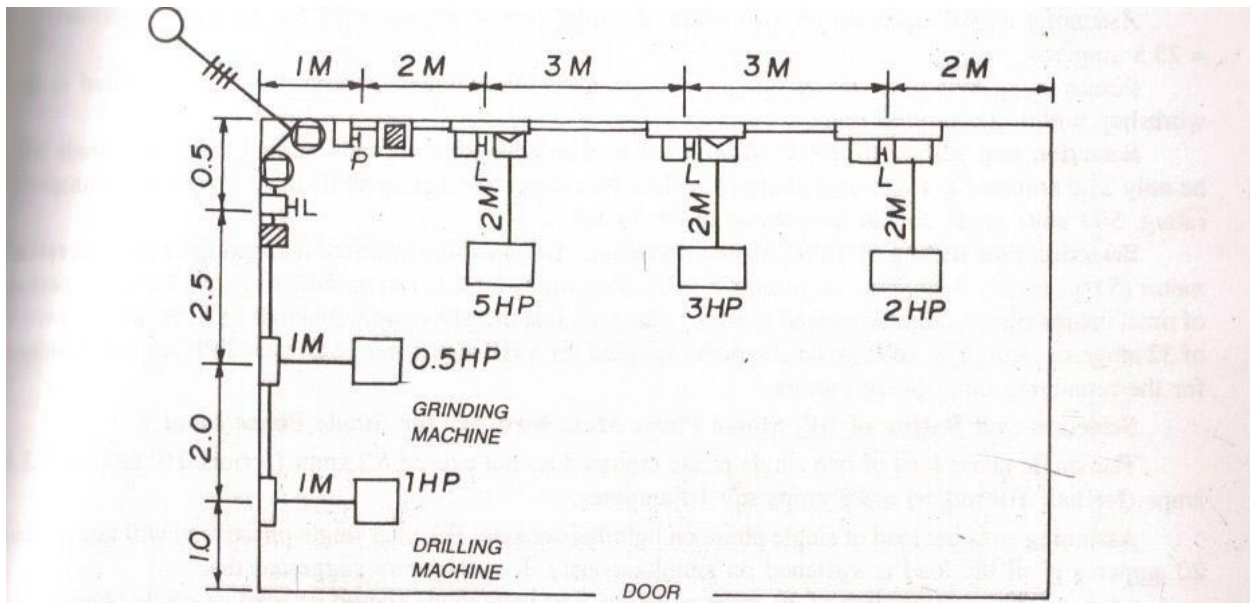 1M 2M 3M 3M 2M
P
L L L
0.5
2M 2M 2M
2.5
5HP 3HP 2HP
1M 0.5HP
GRINDING
MACHINE
2.0
1M 1HP
DRILLING
MACHINE
1.0
DOOR